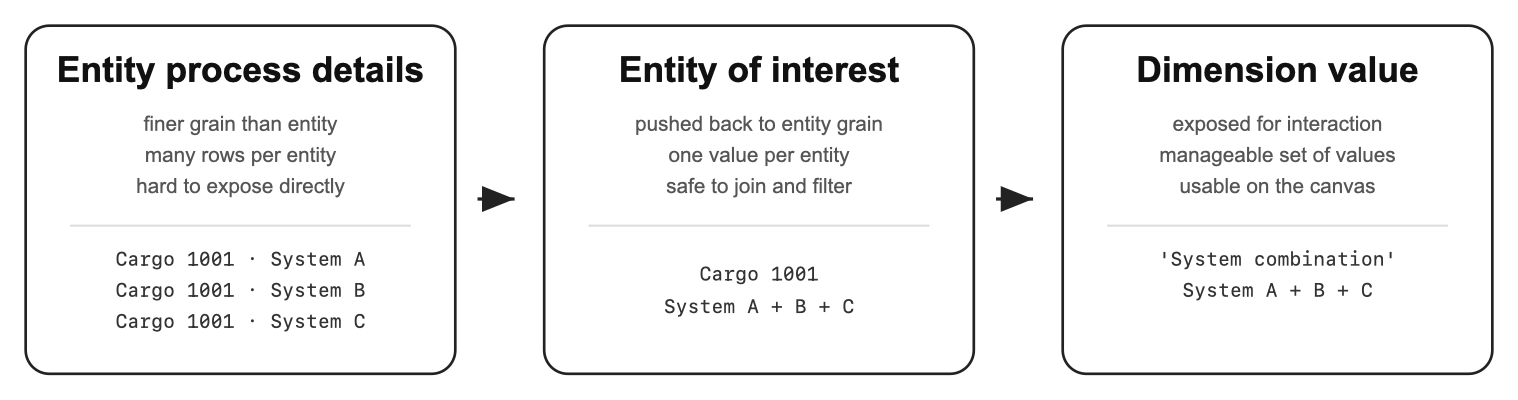 Entity process details
finer grain than entity
many rows per entity
hard to expose directly
Cargo 1001 · System A
Cargo 1001 · System B
Cargo 1001 · System C
Entity of interest
pushed back to entity grain
one value per entity
safe to join and filter
Cargo 1001
System A + B + C
Dimension value
exposed for interaction
manageable set of values
usable on the canvas
'System combination'
System A + B + C